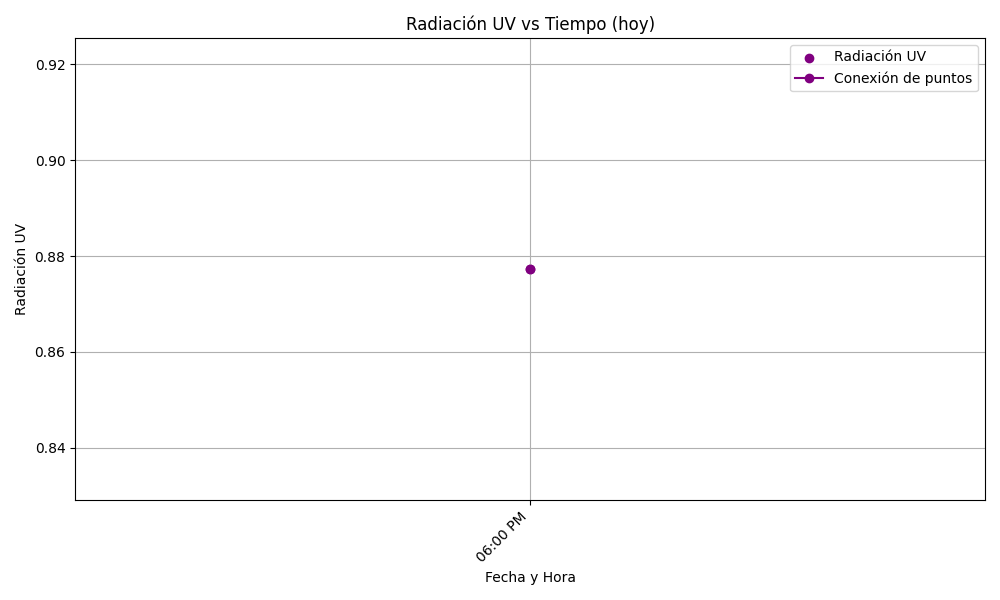 Radiación UV vs Tiempo (hoy)
Radiación UV
Conexión de puntos
0.92
0.90
0.88
0.86
0.84
Radiación UV
06:00 PM
Fecha y Hora